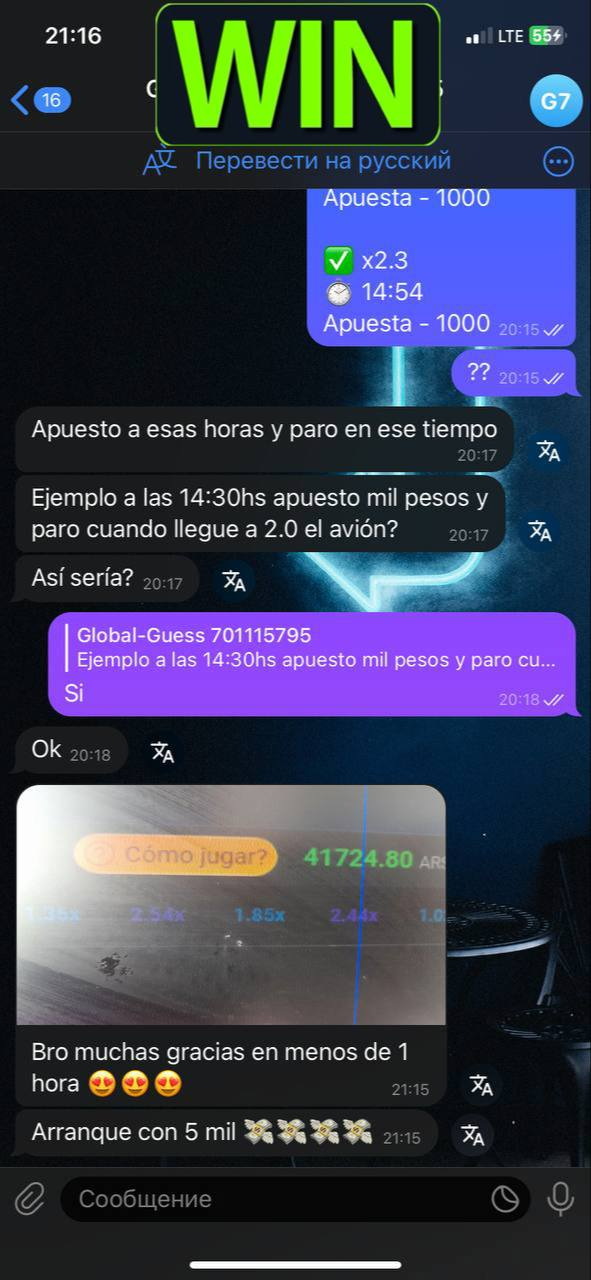 21:16
WIN
LTE 55
16
G7
Перевести на русский
Apuesta - 1000
✅ x2.3
⏱ 14:54
Apuesta - 1000 20:15
?? 20:15
Apuesto a esas horas y paro en ese tiempo
20:17
Ejemplo a las 14:30hs apuesto mil pesos y
paro cuando llegue a 2.0 el avión? 20:17
Así sería? 20:17
Global-Guess 701115795
Ejemplo a las 14:30hs apuesto mil pesos y paro cu...
Si 20:18
Ok 20:18
Cómo jugar? 41724.80 ARS
1.35x 2.54x 1.85x 2.44x 1.0
Bro muchas gracias en menos de 1
hora 😍😍😍 21:15
Arranque con 5 mil 💸💸💸💸 21:15
Сообщение